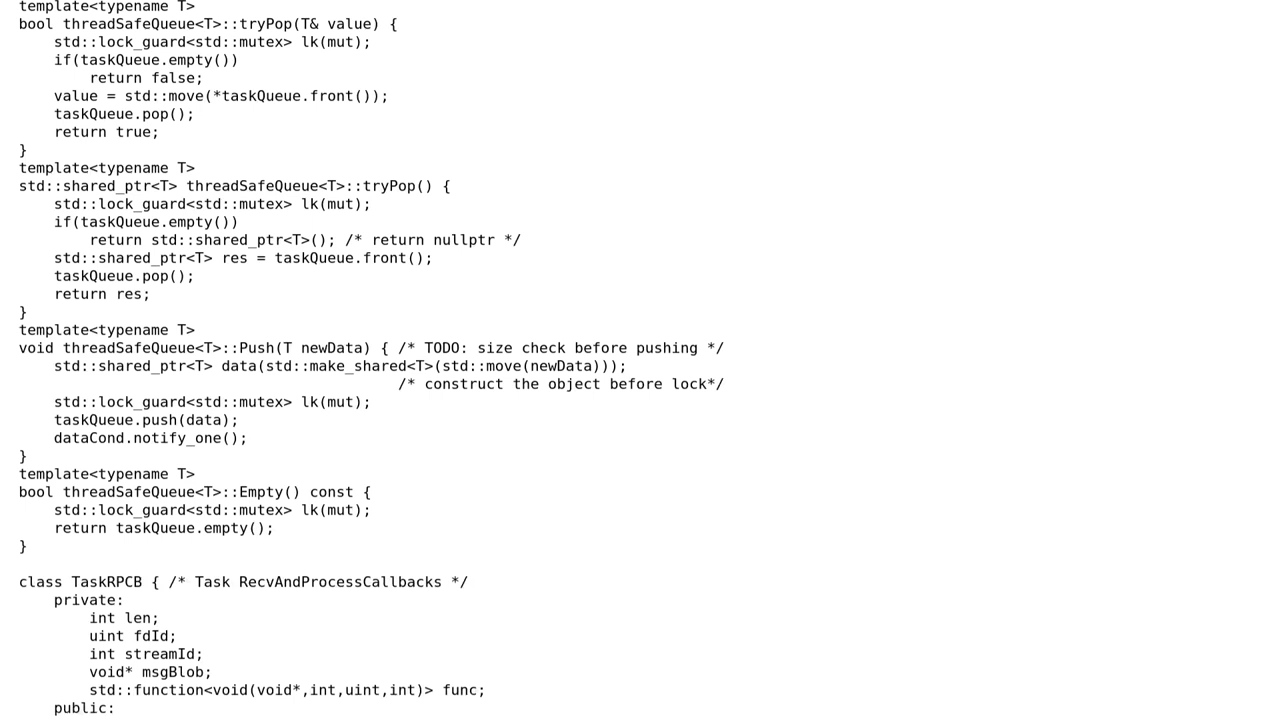 template<typename T>
bool threadSafeQueue<T>::tryPop(T& value) {
    std::lock_guard<std::mutex> lk(mut);
    if(taskQueue.empty())
        return false;
    value = std::move(*taskQueue.front());
    taskQueue.pop();
    return true;
}
template<typename T>
std::shared_ptr<T> threadSafeQueue<T>::tryPop() {
    std::lock_guard<std::mutex> lk(mut);
    if(taskQueue.empty())
        return std::shared_ptr<T>(); /* return nullptr */
    std::shared_ptr<T> res = taskQueue.front();
    taskQueue.pop();
    return res;
}
template<typename T>
void threadSafeQueue<T>::Push(T newData) { /* TODO: size check before pushing */
    std::shared_ptr<T> data(std::make_shared<T>(std::move(newData)));
                                           /* construct the object before lock*/
    std::lock_guard<std::mutex> lk(mut);
    taskQueue.push(data);
    dataCond.notify_one();
}
template<typename T>
bool threadSafeQueue<T>::Empty() const {
    std::lock_guard<std::mutex> lk(mut);
    return taskQueue.empty();
}

class TaskRPCB { /* Task RecvAndProcessCallbacks */
    private:
        int len;
        uint fdId;
        int streamId;
        void* msgBlob;
        std::function<void(void*,int,uint,int)> func;
    public: